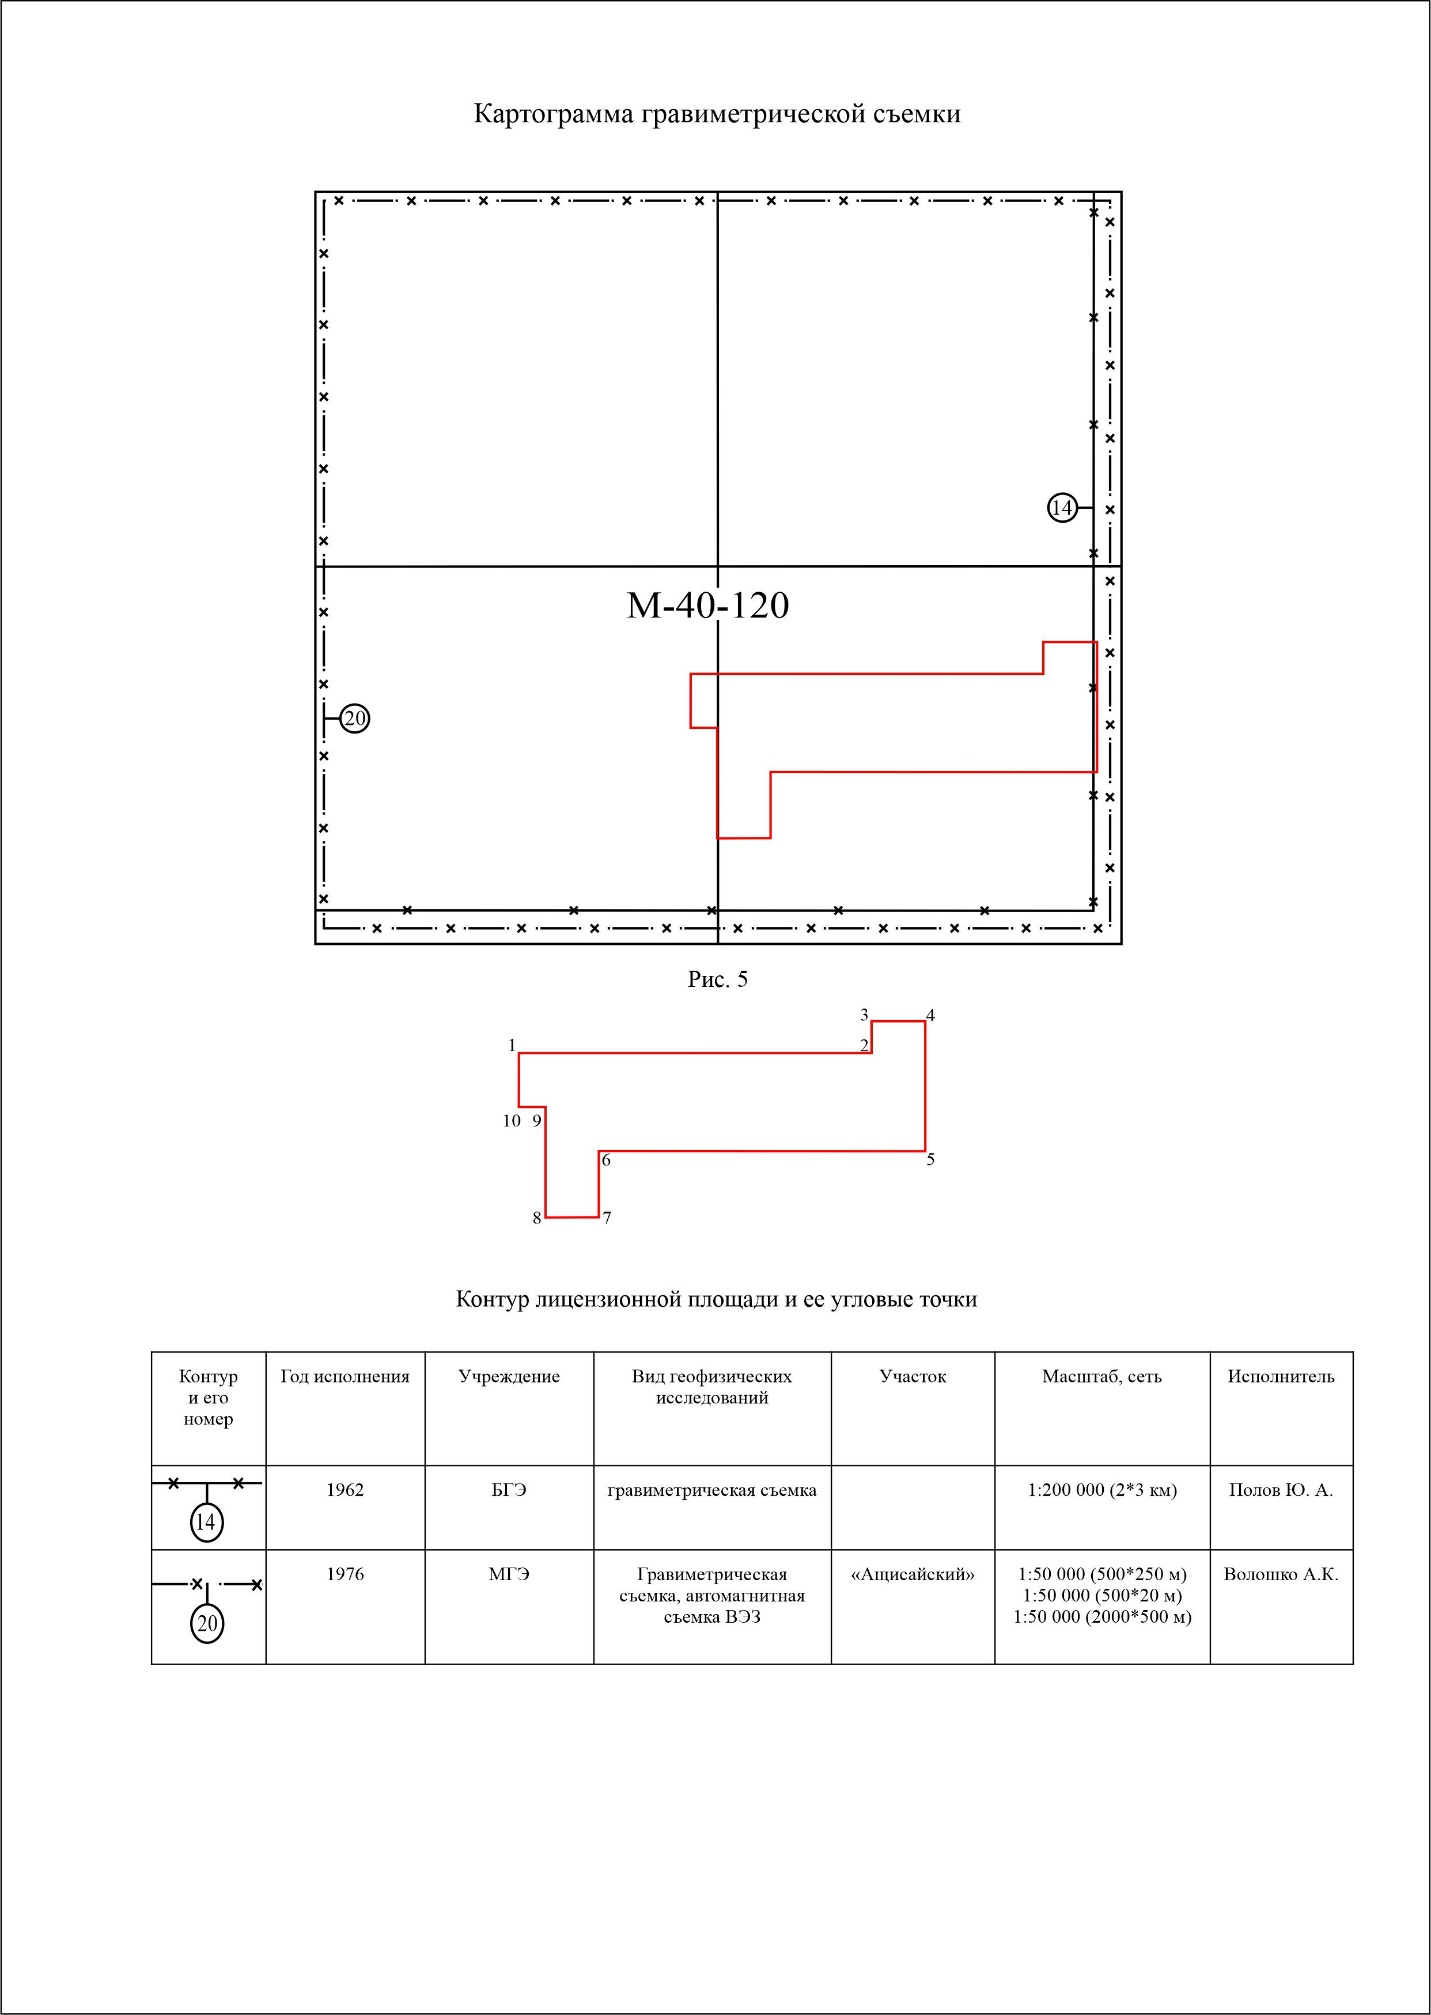 Картограмма гравиметрической съемки
14
М-40-120
20
Рис. 5
3 4
1 2
10 9
6 5
8 7
Контур лицензионной площади и ее угловые точки
Контур
и его
номер
Год исполнения
Учреждение
Вид геофизических
исследований
Участок
Масштаб, сеть
Исполнитель
14
1962
БГЭ
гравиметрическая съемка
1:200 000 (2*3 км)
Полов Ю. А.
20
1976
МГЭ
Гравиметрическая
съемка, автомагнитная
съемка ВЭЗ
«Ащисайский»
1:50 000 (500*250 м)
1:50 000 (500*20 м)
1:50 000 (2000*500 м)
Волошко А.К.